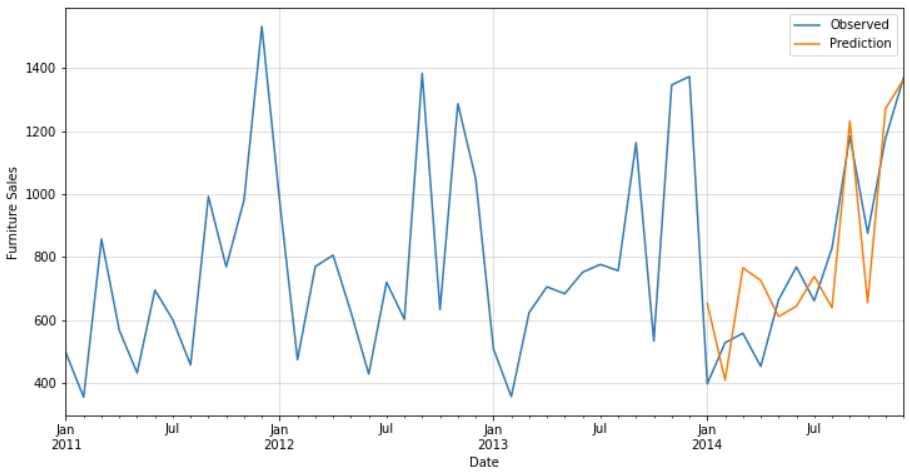 Observed
Prediction
1400
1200
1000
800
600
400
Furniture Sales
Jan
2011
Jul
Jan
2012
Jul
Jan
2013
Jul
Jan
2014
Jul
Date